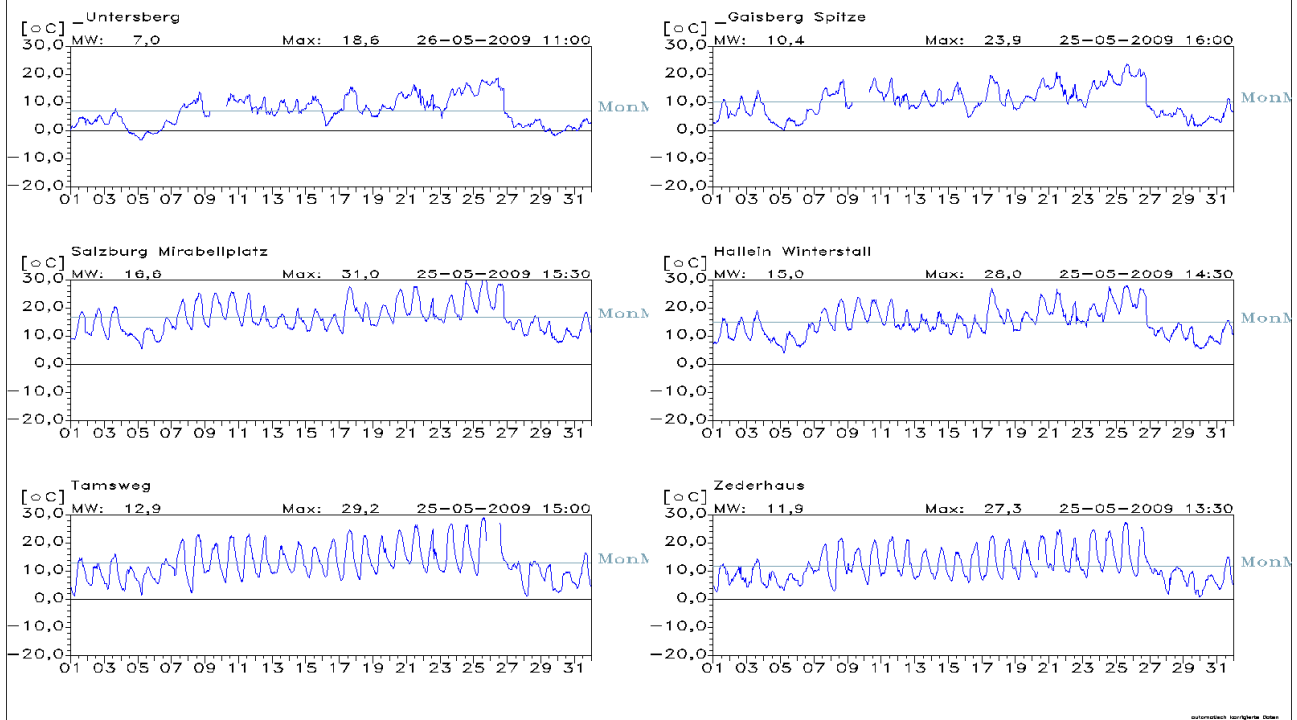 _Untersberg
[°C] MW: 7,0 Max: 18,6 26-05-2009 11:00
30,0
20,0
10,0
0,0
-10,0
-20,0
MonM
01 03 05 07 09 11 13 15 17 19 21 23 25 27 29 31
_Gaisberg Spitze
[°C] MW: 10,4 Max: 23,9 25-05-2009 16:00
30,0
20,0
10,0
0,0
-10,0
-20,0
MonM
01 03 05 07 09 11 13 15 17 19 21 23 25 27 29 31
Salzburg Mirabellplatz
[°C] MW: 16,6 Max: 31,0 25-05-2009 15:30
30,0
20,0
10,0
0,0
-10,0
-20,0
MonM
01 03 05 07 09 11 13 15 17 19 21 23 25 27 29 31
Hallein Winterstall
[°C] MW: 15,0 Max: 28,0 25-05-2009 14:30
30,0
20,0
10,0
0,0
-10,0
-20,0
MonM
01 03 05 07 09 11 13 15 17 19 21 23 25 27 29 31
Tamsweg
[°C] MW: 12,9 Max: 29,2 25-05-2009 15:00
30,0
20,0
10,0
0,0
-10,0
-20,0
MonM
01 03 05 07 09 11 13 15 17 19 21 23 25 27 29 31
Zederhaus
[°C] MW: 11,9 Max: 27,3 25-05-2009 13:30
30,0
20,0
10,0
0,0
-10,0
-20,0
MonM
01 03 05 07 09 11 13 15 17 19 21 23 25 27 29 31
automatisch korrigierte Daten